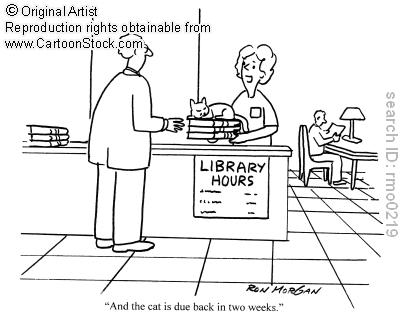 © Original Artist
Reproduction rights obtainable from
www.CartoonStock.com
search ID: rmo0219
LIBRARY
HOURS
RON MORGAN
"And the cat is due back in two weeks."